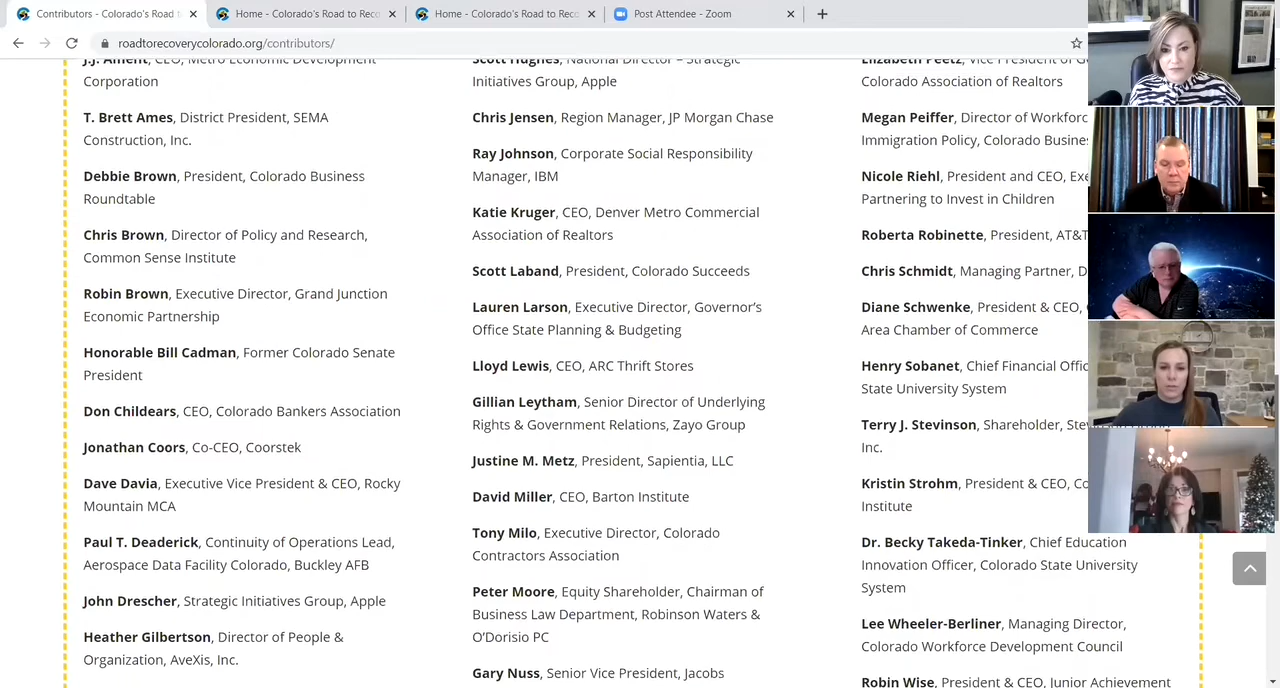 Contributors - Colorado's Road to
Home - Colorado's Road to Reco
Home - Colorado's Road to Reco
Post Attendee - Zoom
roadtorecoverycolorado.org/contributors/
J.J. Ament, CEO, Metro Economic Development
Corporation
T. Brett Ames, District President, SEMA
Construction, Inc.
Debbie Brown, President, Colorado Business
Roundtable
Chris Brown, Director of Policy and Research,
Common Sense Institute
Robin Brown, Executive Director, Grand Junction
Economic Partnership
Honorable Bill Cadman, Former Colorado Senate
President
Don Childears, CEO, Colorado Bankers Association
Jonathan Coors, Co-CEO, Coorstek
Dave Davia, Executive Vice President & CEO, Rocky
Mountain MCA
Paul T. Deaderick, Continuity of Operations Lead,
Aerospace Data Facility Colorado, Buckley AFB
John Drescher, Strategic Initiatives Group, Apple
Heather Gilbertson, Director of People &
Organization, AveXis, Inc.
Scott Hughes, National Director – Strategic
Initiatives Group, Apple
Chris Jensen, Region Manager, JP Morgan Chase
Ray Johnson, Corporate Social Responsibility
Manager, IBM
Katie Kruger, CEO, Denver Metro Commercial
Association of Realtors
Scott Laband, President, Colorado Succeeds
Lauren Larson, Executive Director, Governor's
Office State Planning & Budgeting
Lloyd Lewis, CEO, ARC Thrift Stores
Gillian Leytham, Senior Director of Underlying
Rights & Government Relations, Zayo Group
Justine M. Metz, President, Sapientia, LLC
David Miller, CEO, Barton Institute
Tony Milo, Executive Director, Colorado
Contractors Association
Peter Moore, Equity Shareholder, Chairman of
Business Law Department, Robinson Waters &
O'Dorisio PC
Gary Nuss, Senior Vice President, Jacobs
Elizabeth Peetz, Vice President of G
Colorado Association of Realtors
Megan Peiffer, Director of Workforc
Immigration Policy, Colorado Busines
Nicole Riehl, President and CEO, Exe
Partnering to Invest in Children
Roberta Robinette, President, AT&T
Chris Schmidt, Managing Partner, D
Diane Schwenke, President & CEO,
Area Chamber of Commerce
Henry Sobanet, Chief Financial Offic
State University System
Terry J. Stevinson, Shareholder,
Inc.
Kristin Strohm, President & CEO, Co
Institute
Dr. Becky Takeda-Tinker, Chief Education
Innovation Officer, Colorado State University
System
Lee Wheeler-Berliner, Managing Director,
Colorado Workforce Development Council
Robin Wise, President & CEO, Junior Achievement